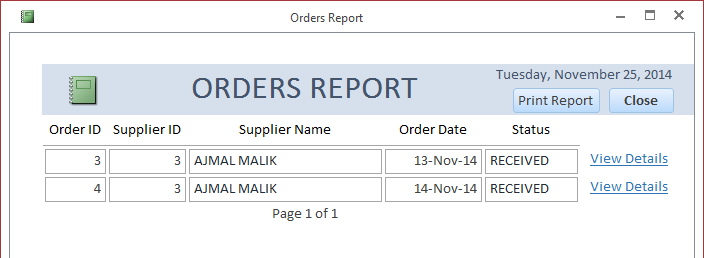 Orders Report
Tuesday, November 25, 2014
ORDERS REPORT
Print Report Close
Order ID Supplier ID Supplier Name Order Date Status
3 3 AJMAL MALIK 13-Nov-14 RECEIVED View Details
4 3 AJMAL MALIK 14-Nov-14 RECEIVED View Details
Page 1 of 1